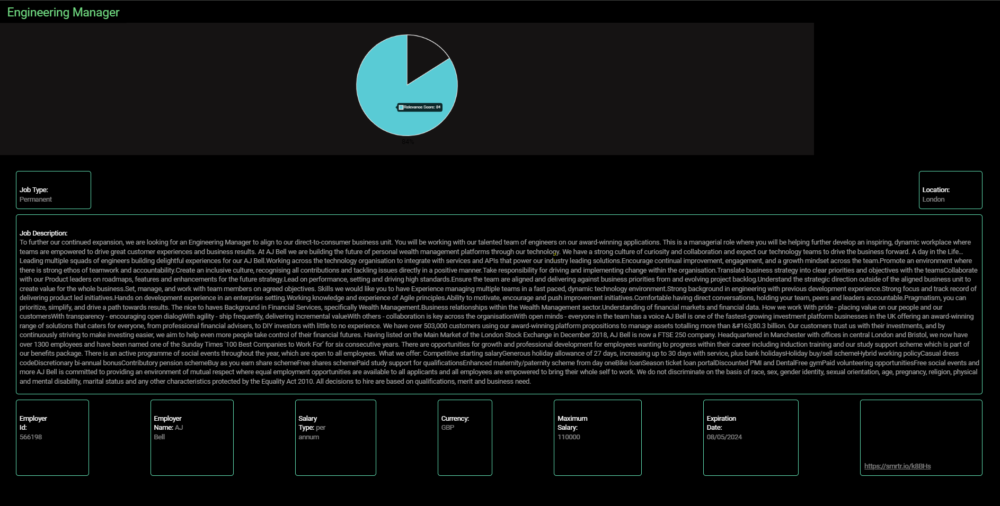 Engineering Manager
Relevance Score: 84
84%
Job Type:
Permanent
Location:
London
Job Description:
To further our continued expansion, we are looking for an Engineering Manager to align to our direct-to-consumer business unit. You will be working with our talented team of engineers on our award-winning applications. This is a managerial role where you will be helping further develop an inspiring, dynamic workplace where
teams are empowered to drive great customer experiences and business results. At AJ Bell we are building the future of personal wealth management platforms through our technology. We have a strong culture of curiosity and collaboration and expect our technology teams to drive the business forward. A day in the Life...
Leading multiple squads of engineers building delightful experiences for our AJ Bell.Working across the technology organisation to integrate with services and APIs that power our industry leading solutions.Encourage continual improvement, engagement, and a growth mindset across the team.Promote an environment where
there is strong ethos of teamwork and accountability.Create an inclusive culture, recognising all contributions and tackling issues directly in a positive manner.Take responsibility for driving and implementing change within the organisation.Translate business strategy into clear priorities and objectives with the teamsCollaborate
with our Product leaders on roadmaps, features and enhancements for the future strategy.Lead on performance, setting and driving high standards.Ensure the team are aligned and delivering against business priorities from and evolving project backlog.Understand the strategic direction outside of the aligned business unit to
create value for the whole business.Set, manage, and work with team members on agreed objectives. Skills we would like you to have Experience managing multiple teams in a fast paced, dynamic technology environment.Strong background in engineering with previous development experience.Strong focus and track record of
delivering product led initiatives.Hands on development experience in an enterprise setting.Working knowledge and experience of Agile principles.Ability to motivate, encourage and push improvement initiatives.Comfortable having direct conversations, holding your team, peers and leaders accountable.Pragmatism, you can
prioritize, simplify, and drive a path towards results. The nice to haves Background in Financial Services, specifically Wealth Management.Business relationships within the Wealth Management sector.Understanding of financial markets and financial data. How we work With pride - placing value on our people and our
customersWith transparency - encouraging open dialogWith agility - ship frequently, delivering incremental valueWith others - collaboration is key across the organisationWith open minds - everyone in the team has a voice AJ Bell is one of the fastest-growing investment platform businesses in the UK offering an award-winning
range of solutions that caters for everyone, from professional financial advisers, to DIY investors with little to no experience. We have over 503,000 customers using our award-winning platform propositions to manage assets totalling more than &#163;80.3 billion. Our customers trust us with their investments, and by
continuously striving to make investing easier, we aim to help even more people take control of their financial futures. Having listed on the Main Market of the London Stock Exchange in December 2018, AJ Bell is now a FTSE 250 company. Headquartered in Manchester with offices in central London and Bristol, we now have
over 1300 employees and have been named one of the Sunday Times '100 Best Companies to Work For' for six consecutive years. There are opportunities for growth and professional development for employees wanting to progress within their career including induction training and our study support scheme which is part of
our benefits package. There is an active programme of social events throughout the year, which are open to all employees. What we offer: Competitive starting salaryGenerous holiday allowance of 27 days, increasing up to 30 days with service, plus bank holidaysHoliday buy/sell schemeHybrid working policyCasual dress
codeDiscretionary bi-annual bonusContributory pension schemeBuy as you earn share schemeFree shares schemePaid study support for qualificationsEnhanced maternity/paternity scheme from day oneBike loanSeason ticket loan portalDiscounted PMI and DentalFree gymPaid volunteering opportunitiesFree social events and
more AJ Bell is committed to providing an environment of mutual respect where equal employment opportunities are available to all applicants and all employees are empowered to bring their whole self to work. We do not discriminate on the basis of race, sex, gender identity, sexual orientation, age, pregnancy, religion, physical
and mental disability, marital status and any other characteristics protected by the Equality Act 2010. All decisions to hire are based on qualifications, merit and business need.
Employer
Id:
566198
Employer
Name: AJ
Bell
Salary
Type: per
annum
Currency:
GBP
Maximum
Salary:
110000
Expiration
Date:
08/05/2024
https://smrtr.io/k8BHs